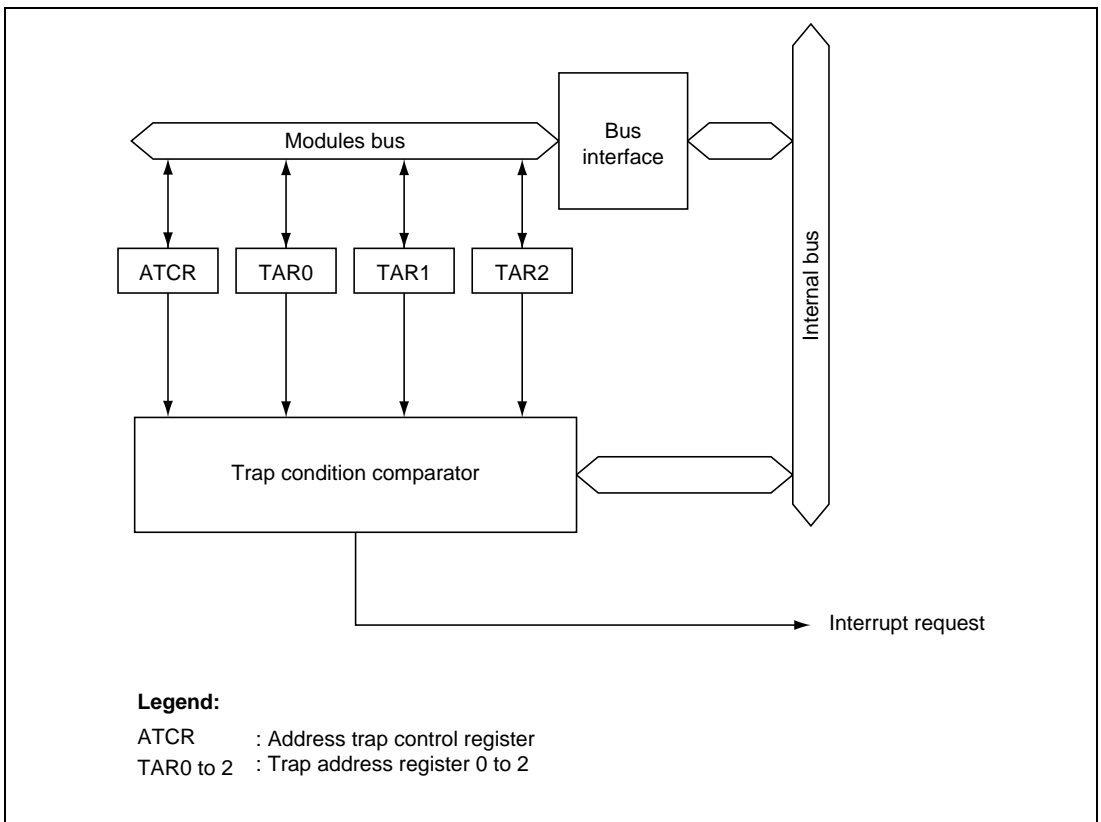 Modules bus
Bus
interface
Internal bus
ATCR
TAR0
TAR1
TAR2
Trap condition comparator
Interrupt request
Legend:
ATCR : Address trap control register
TAR0 to 2 : Trap address register 0 to 2